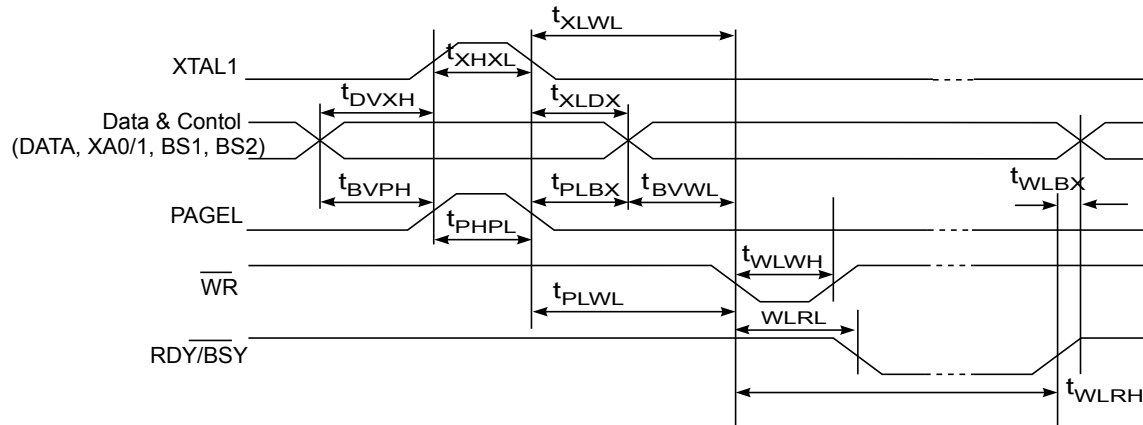 tXLWL
XTAL1
tXHXL
tDVXH
tXLDX
Data & Contol
(DATA, XA0/1, BS1, BS2)
tBVPH
tPLBX
tBVWL
tWLBX
PAGEL
tPHPL
WR
tWLWH
tPLWL
WLRL
RDY/BSY
tWLRH